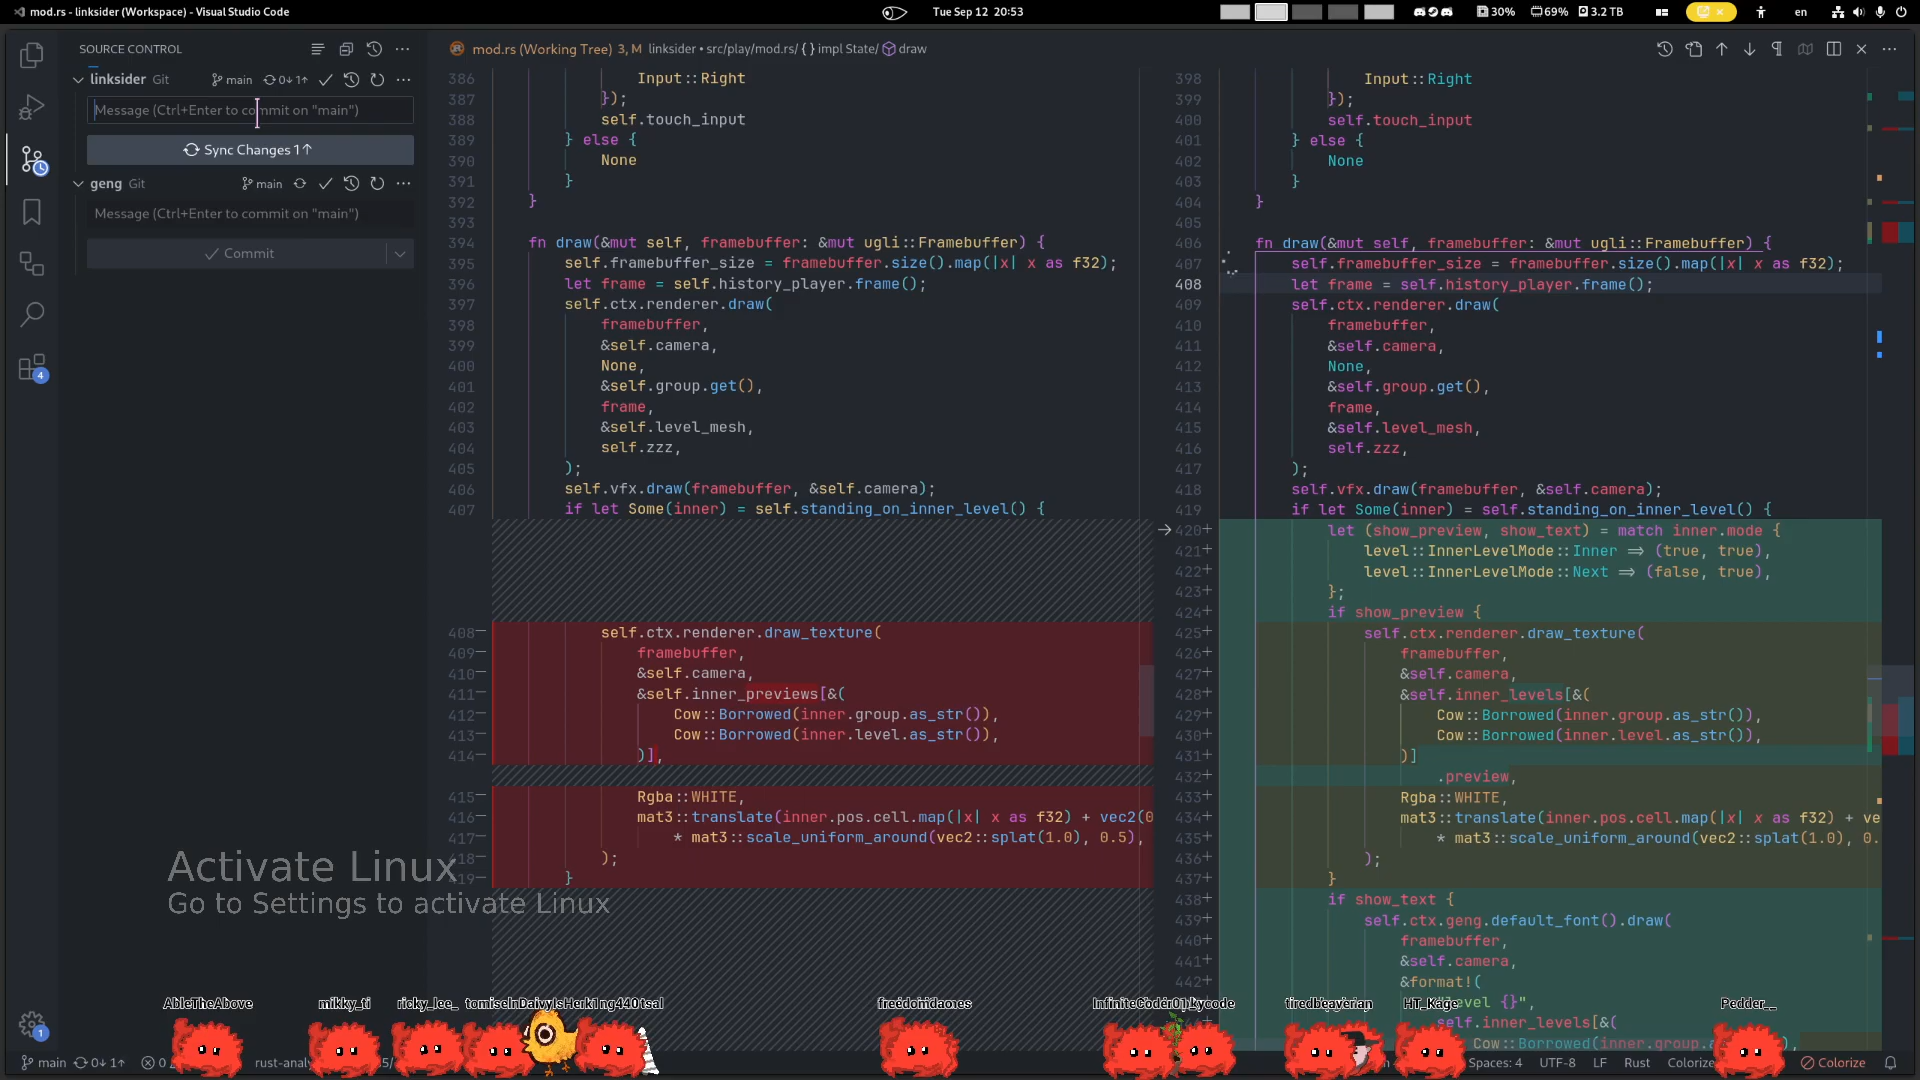 mod.rs - linksider (Workspace) - Visual Studio Code
Tue Sep 12 20:53
30% 69% 3.2 TB
en
SOURCE CONTROL
mod.rs (Working Tree) 3, M linksider • src/play/mod.rs/ { } impl State/ draw
linksider Git main 0↓ 1↑
Message (Ctrl+Enter to commit on "main")
Sync Changes 1↑
geng Git main
Message (Ctrl+Enter to commit on "main")
Commit
4
1
386 Input::Right
387 });
388 self.touch_input
389 } else {
390 None
391 }
392 }
393
394 fn draw(&mut self, framebuffer: &mut ugli::Framebuffer) {
395 self.framebuffer_size = framebuffer.size().map(|x| x as f32);
396 let frame = self.history_player.frame();
397 self.ctx.renderer.draw(
398 framebuffer,
399 &self.camera,
400 None,
401 &self.group.get(),
402 frame,
403 &self.level_mesh,
404 self.zzz,
405 );
406 self.vfx.draw(framebuffer, &self.camera);
407 if let Some(inner) = self.standing_on_inner_level() {
408− self.ctx.renderer.draw_texture(
409− framebuffer,
410− &self.camera,
411− &self.inner_previews[&(
412− Cow::Borrowed(inner.group.as_str()),
413− Cow::Borrowed(inner.level.as_str()),
414− )],
415− Rgba::WHITE,
416− mat3::translate(inner.pos.cell.map(|x| x as f32) + vec2(0
417− * mat3::scale_uniform_around(vec2::splat(1.0), 0.5),
418− );
419− }
398 Input::Right
399 });
400 self.touch_input
401 } else {
402 None
403 }
404 }
405
406 fn draw(&mut self, framebuffer: &mut ugli::Framebuffer) {
407 self.framebuffer_size = framebuffer.size().map(|x| x as f32);
408 let frame = self.history_player.frame();
409 self.ctx.renderer.draw(
410 framebuffer,
411 &self.camera,
412 None,
413 &self.group.get(),
414 frame,
415 &self.level_mesh,
416 self.zzz,
417 );
418 self.vfx.draw(framebuffer, &self.camera);
419 if let Some(inner) = self.standing_on_inner_level() {
420+ let (show_preview, show_text) = match inner.mode {
421+ level::InnerLevelMode::Inner => (true, true),
422+ level::InnerLevelMode::Next => (false, true),
423+ };
424+ if show_preview {
425+ self.ctx.renderer.draw_texture(
426+ framebuffer,
427+ &self.camera,
428+ &self.inner_levels[&(
429+ Cow::Borrowed(inner.group.as_str()),
430+ Cow::Borrowed(inner.level.as_str()),
431+ )]
432+ .preview,
433+ Rgba::WHITE,
434+ mat3::translate(inner.pos.cell.map(|x| x as f32) + ve
435+ * mat3::scale_uniform_around(vec2::splat(1.0), 0.
436+ );
437+ }
438+ if show_text {
439+ self.ctx.geng.default_font().draw(
440+ framebuffer,
441+ &self.camera,
442+ &format!(
{}",
self.inner_levels[&(
Cow::Borrowed(inner.group.a
Activate Linux
Go to Settings to activate Linux
AbleTheAbove mikky_ti ricky_lee_ HT_Kage Pedder__
main 0↓ 1↑ 0 rust-analy
Spaces: 4 UTF-8 LF Rust Colorize Colorize